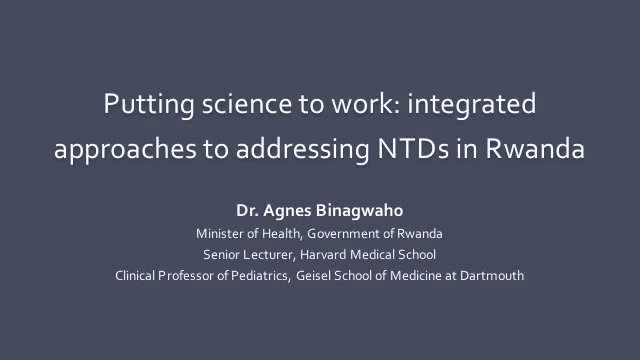 Putting science to work: integrated
approaches to addressing NTDs in Rwanda
Dr. Agnes Binagwaho
Minister of Health, Government of Rwanda
Senior Lecturer, Harvard Medical School
Clinical Professor of Pediatrics, Geisel School of Medicine at Dartmouth